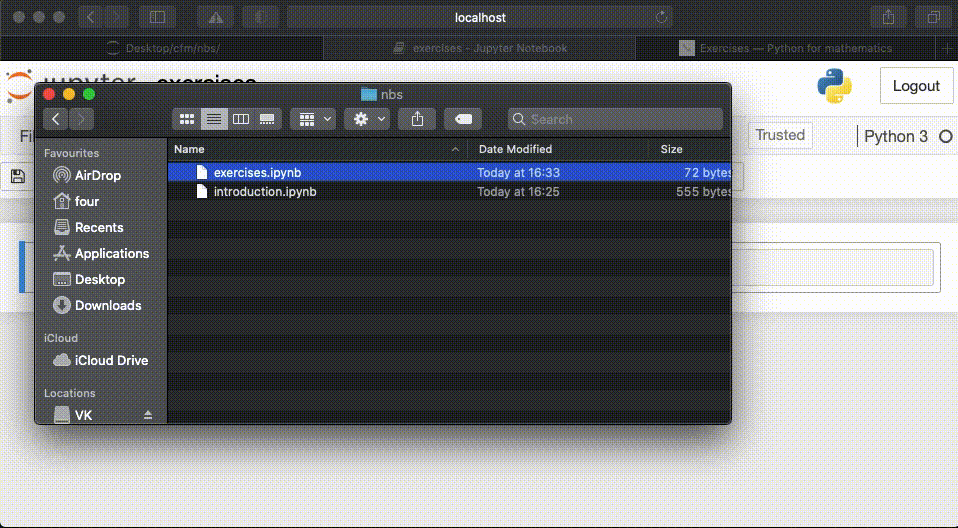 localhost
Desktop/cfm/nbs/
exercises - Jupyter Notebook
Exercises — Python for mathematics
jupyter exercises
Logout
nbs
Search
Trusted
Python 3
Favourites
AirDrop
four
Recents
Applications
Desktop
Downloads
iCloud
iCloud Drive
Locations
VK
Name Date Modified Size
exercises.ipynb Today at 16:33 72 bytes
introduction.ipynb Today at 16:25 555 bytes